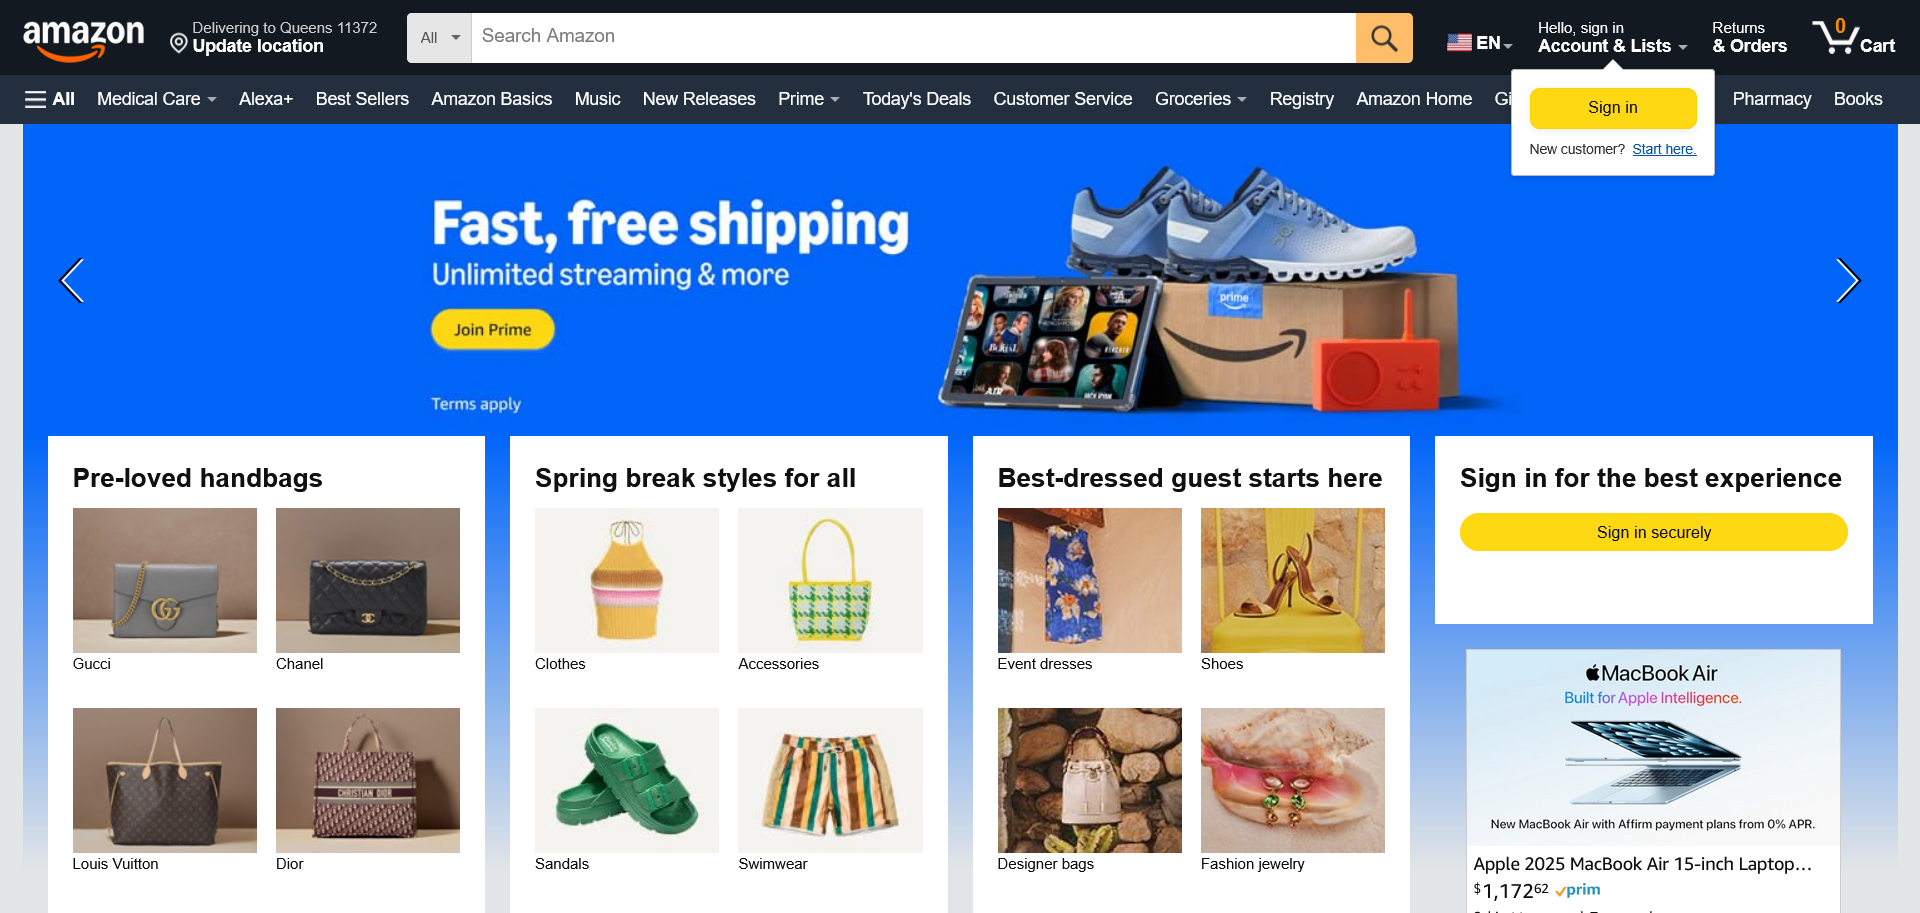 amazon
Delivering to Queens 11372
Update location
All
Search Amazon
EN
Hello, sign in
Account & Lists
Returns
& Orders
0
Cart
All
Medical Care
Alexa+
Best Sellers
Amazon Basics
Music
New Releases
Prime
Today's Deals
Customer Service
Groceries
Registry
Amazon Home
Gi
Pharmacy
Books
Sign in
New customer? Start here.
Fast, free shipping
Unlimited streaming & more
Join Prime
Terms apply
prime
Pre-loved handbags
Gucci
Chanel
CHRISTIAN DIOR
Louis Vuitton
Dior
Spring break styles for all
Clothes
Accessories
Sandals
Swimwear
Best-dressed guest starts here
Event dresses
Shoes
Designer bags
Fashion jewelry
Sign in for the best experience
Sign in securely
MacBook Air
Built for Apple Intelligence.
New MacBook Air with Affirm payment plans from 0% APR.
Apple 2025 MacBook Air 15-inch Laptop…
$1,172 62 prim